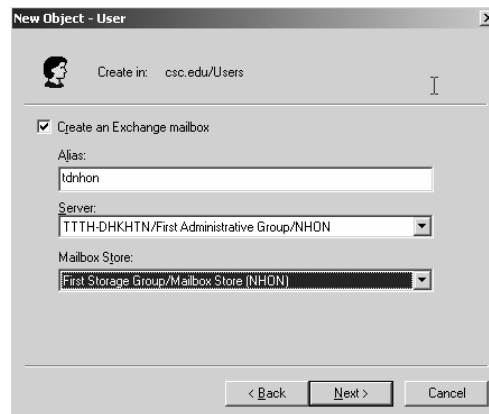 New Object - User
Create in: csc.edu/Users
Create an Exchange mailbox
Alias:
tdnhon
Server:
TTTH-DHKHTN/First Administrative Group/NHON
Mailbox Store:
First Storage Group/Mailbox Store (NHON)
< Back Next > Cancel